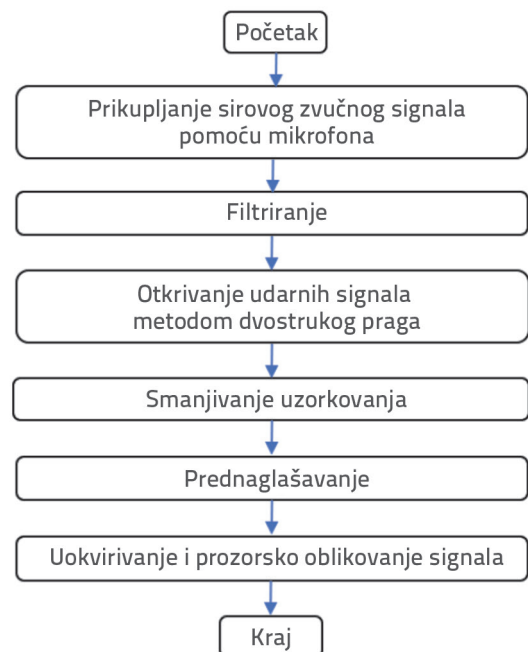 Početak
Prikupljanje sirovog zvučnog signala
pomoću mikrofona
Filtriranje
Otkrivanje udarnih signala
metodom dvostrukog praga
Smanjivanje uzorkovanja
Prednaglašavanje
Uokvirivanje i prozorsko oblikovanje signala
Kraj